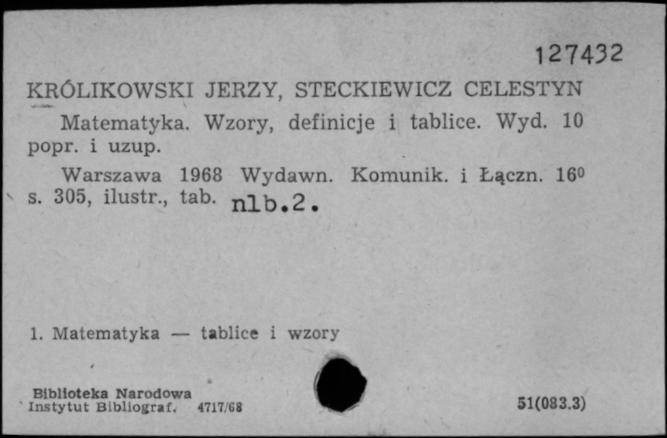 127432
KRÓLIKOWSKI JERZY, STECKIEWICZ CELESTYN
Matematyka. Wzory, definicje i tablice. Wyd. 10
popr. i uzup.
Warszawa 1968 Wydawn. Komunik. i Łączn. 16⁰
s. 305, ilustr., tab. nlb.2.
1. Matematyka — tablice i wzory
Biblioteka Narodowa
Instytut Bibliograf. 4717/68
51(083.3)